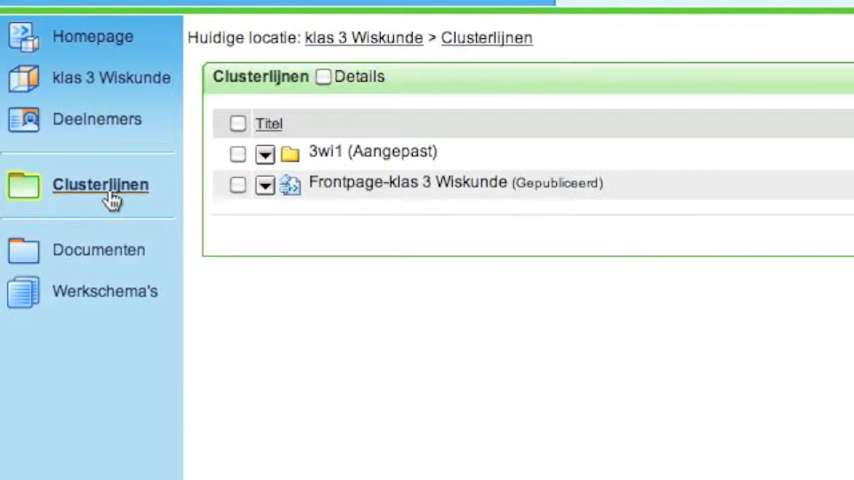 Homepage
klas 3 Wiskunde
Deelnemers
Clusterlijnen
Documenten
Werkschema's
Huidige locatie: klas 3 Wiskunde > Clusterlijnen
Clusterlijnen Details
Titel
3wi1 (Aangepast)
Frontpage-klas 3 Wiskunde (Gepubliceerd)